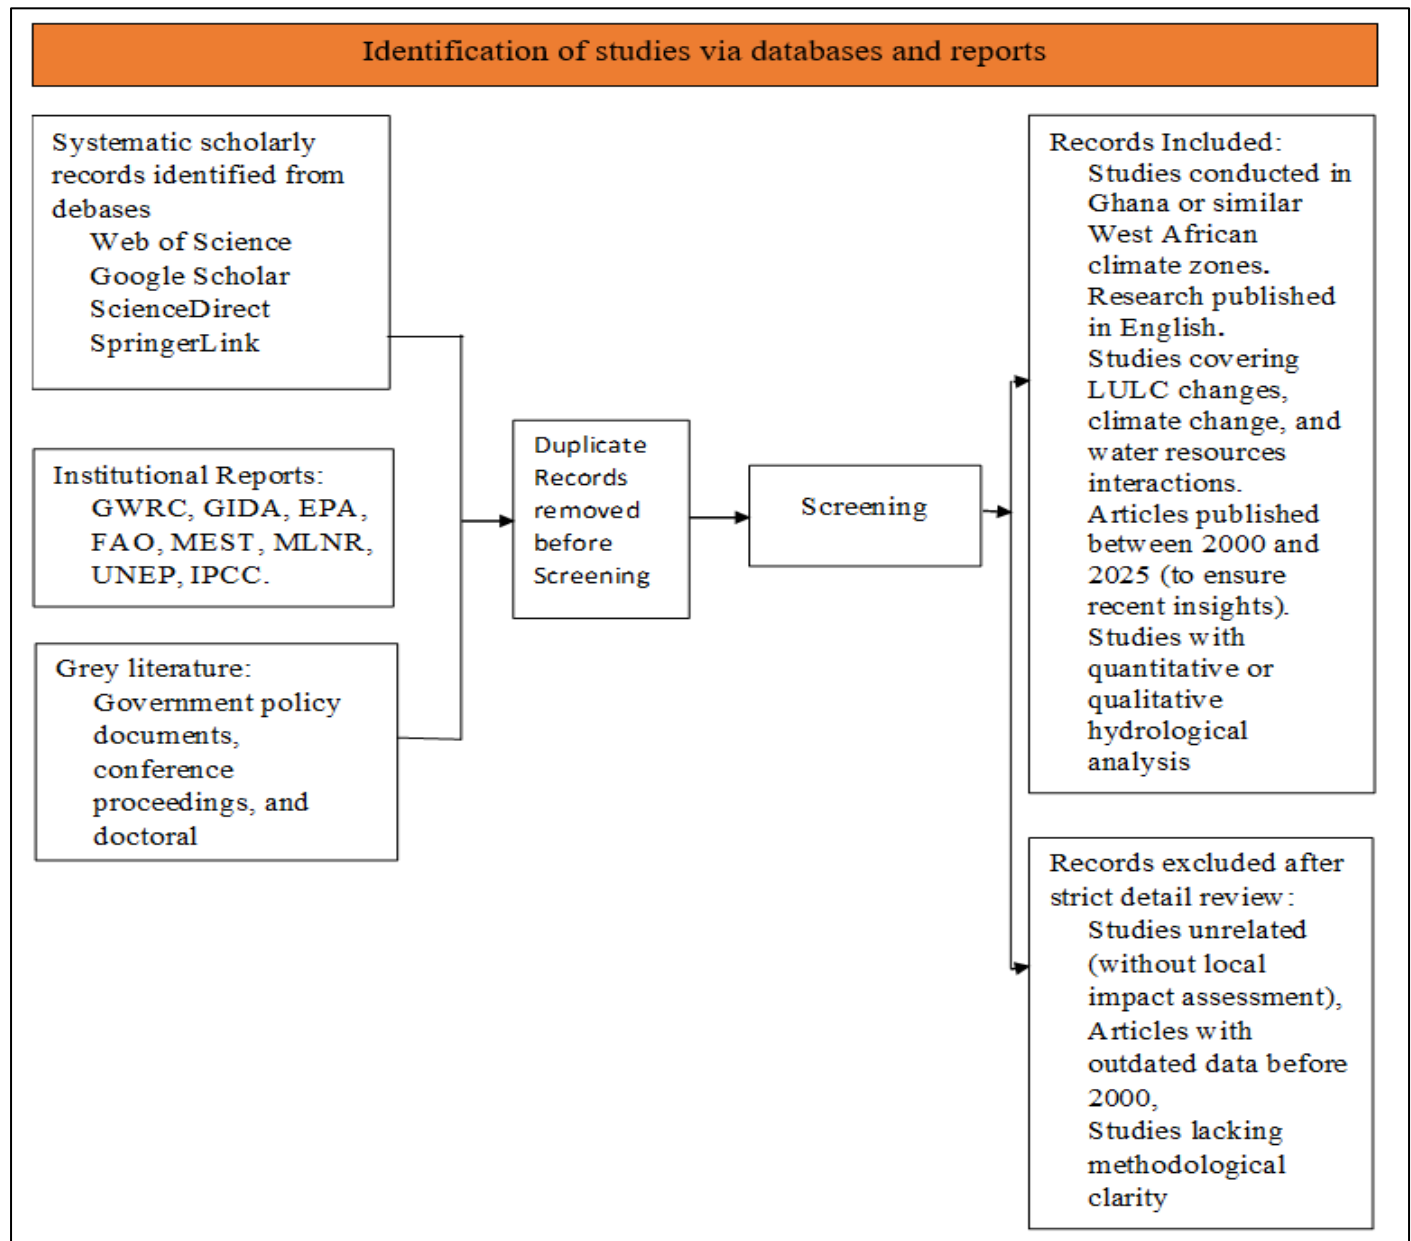 Identification of studies via databases and reports
Systematic scholarly
records identified from
debases
Web of Science
Google Scholar
ScienceDirect
SpringerLink
Institutional Reports:
GWRC, GIDA, EPA,
FAO, MEST, MLNR,
UNEP, IPCC.
Grey literature:
Government policy
documents,
conference
proceedings, and
doctoral
Duplicate
Records
removed
before
Screening
Screening
Records Included:
Studies conducted in
Ghana or similar
West African
climate zones.
Research published
in English.
Studies covering
LULC changes,
climate change, and
water resources
interactions.
Articles published
between 2000 and
2025 (to ensure
recent insights).
Studies with
quantitative or
qualitative
hydrological
analysis
Records excluded after
strict detail review:
Studies unrelated
(without local
impact assessment),
Articles with
outdated data before
2000,
Studies lacking
methodological
clarity